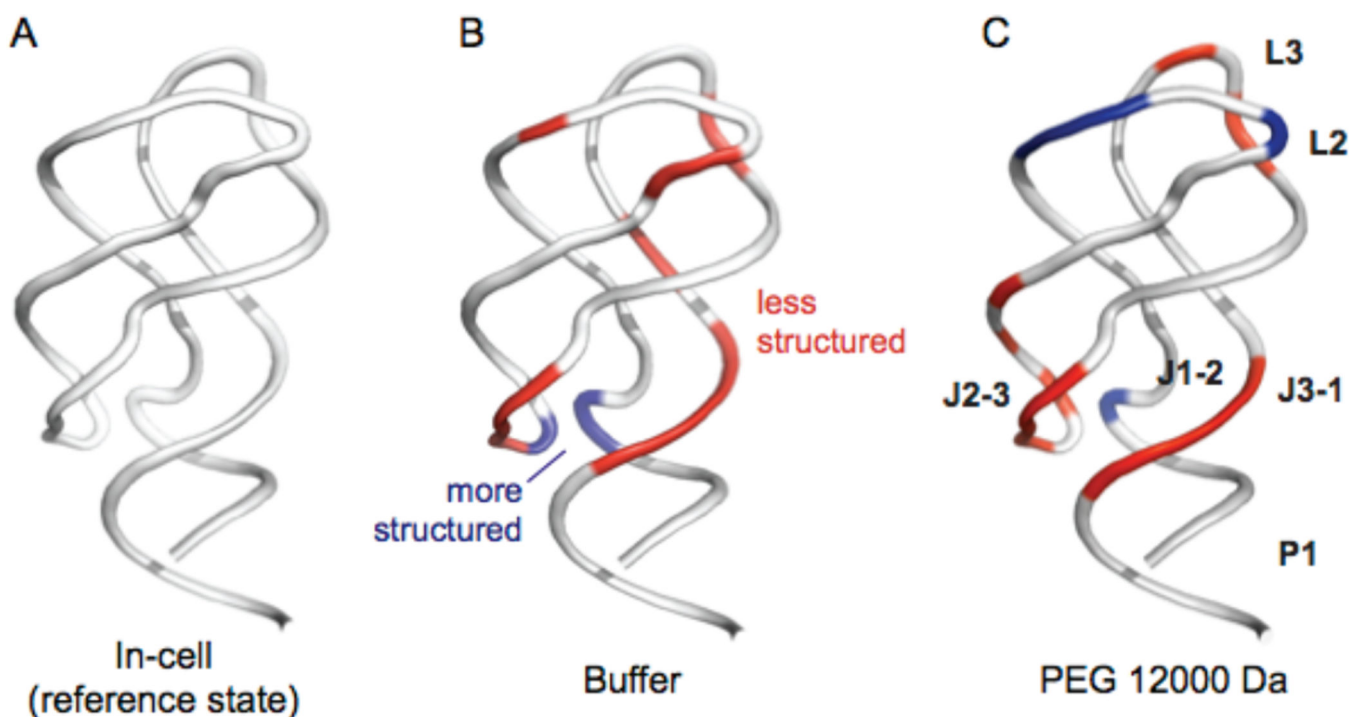 A
B
C
L3
L2
less
structured
J1-2
J2-3
J3-1
more
structured
P1
In-cell
(reference state)
Buffer
PEG 12000 Da